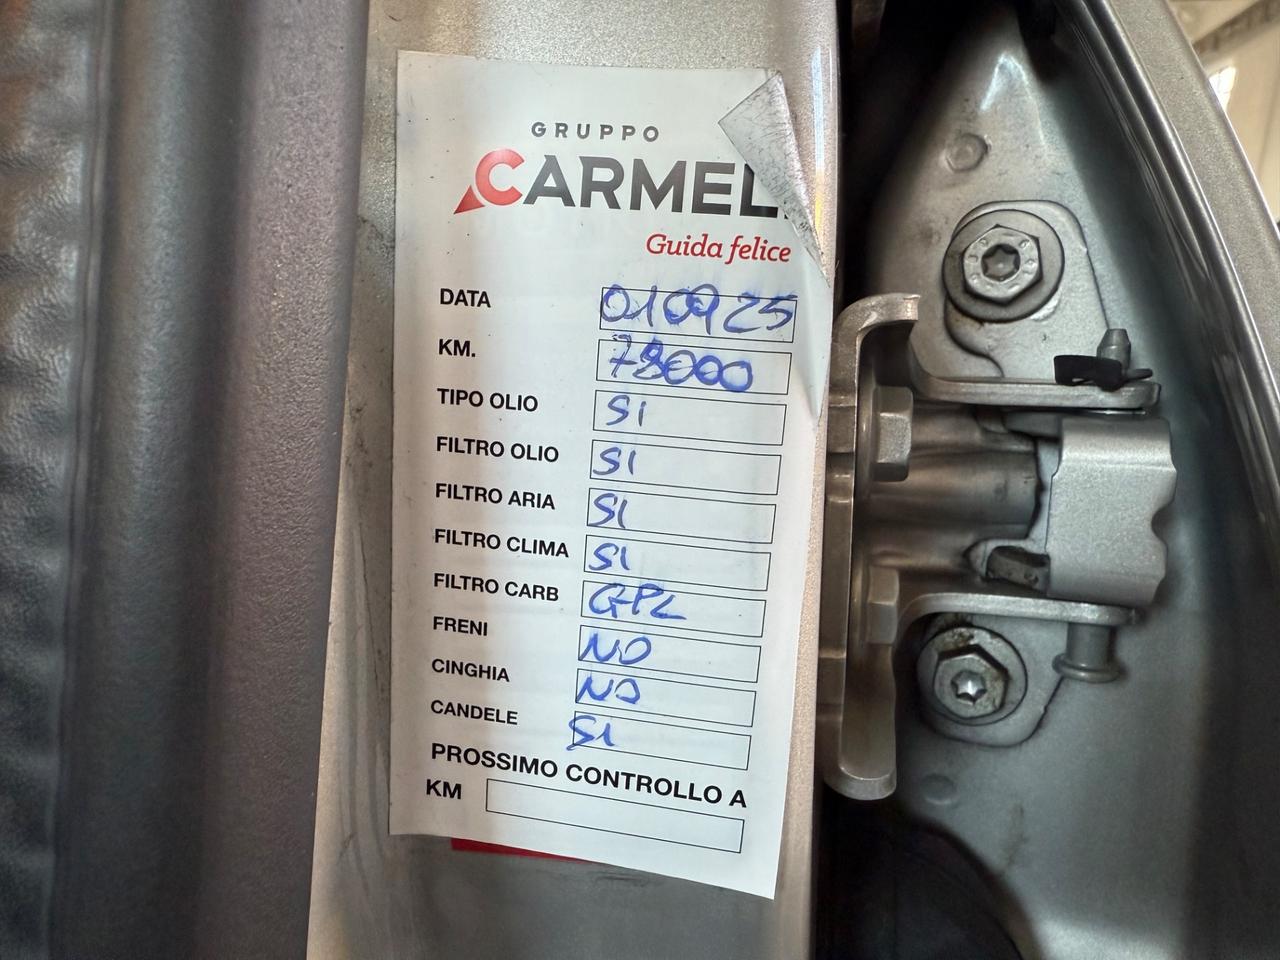 GRUPPO
CARMEL
Guida felice
DATA 010925
KM. 78000
TIPO OLIO SI
FILTRO OLIO SI
FILTRO ARIA SI
FILTRO CLIMA SI
FILTRO CARB GPL
FRENI NO
CINGHIA NO
CANDELE SI
PROSSIMO CONTROLLO A
KM